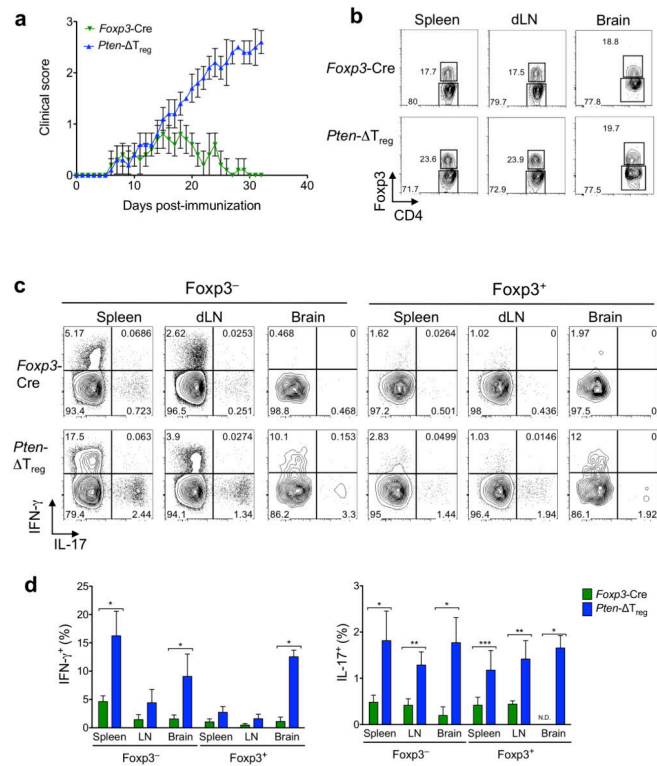 a
Foxp3-Cre
Pten-ΔTreg
Clinical score
3
2
1
0
0 10 20 30 40
Days post-immunization
b
Spleen dLN Brain
Foxp3-Cre
17.7
80
17.5
79.7
18.8
77.8
Pten-ΔTreg
23.6
71.7
23.9
72.9
19.7
77.5
Foxp3
CD4
c
Foxp3⁻ Foxp3⁺
Spleen dLN Brain Spleen dLN Brain
Foxp3-
Cre
5.17 0.0686 2.62 0.0253 0.468 0 1.62 0.0264 1.02 0 1.97 0
93.4 0.723 96.5 0.251 98.8 0.468 97.2 0.501 98 0.436 97.5 0
Pten-
ΔTreg
17.5 0.063 3.9 0.0274 10.1 0.153 2.83 0.0499 1.03 0.0146 12 0
79.4 2.44 94.1 1.34 86.2 3.3 95 1.44 96.4 1.94 86.1 1.92
IFN-γ
IL-17
d
IFN-γ⁺ (%)
25
20
15
10
5
0
* * *
Spleen LN Brain Spleen LN Brain
Foxp3⁻ Foxp3⁺
IL-17⁺ (%)
3
2
1
0
* ** * *** ** *
N.D.
Spleen LN Brain Spleen LN Brain
Foxp3⁻ Foxp3⁺
Foxp3-Cre
Pten-ΔTreg